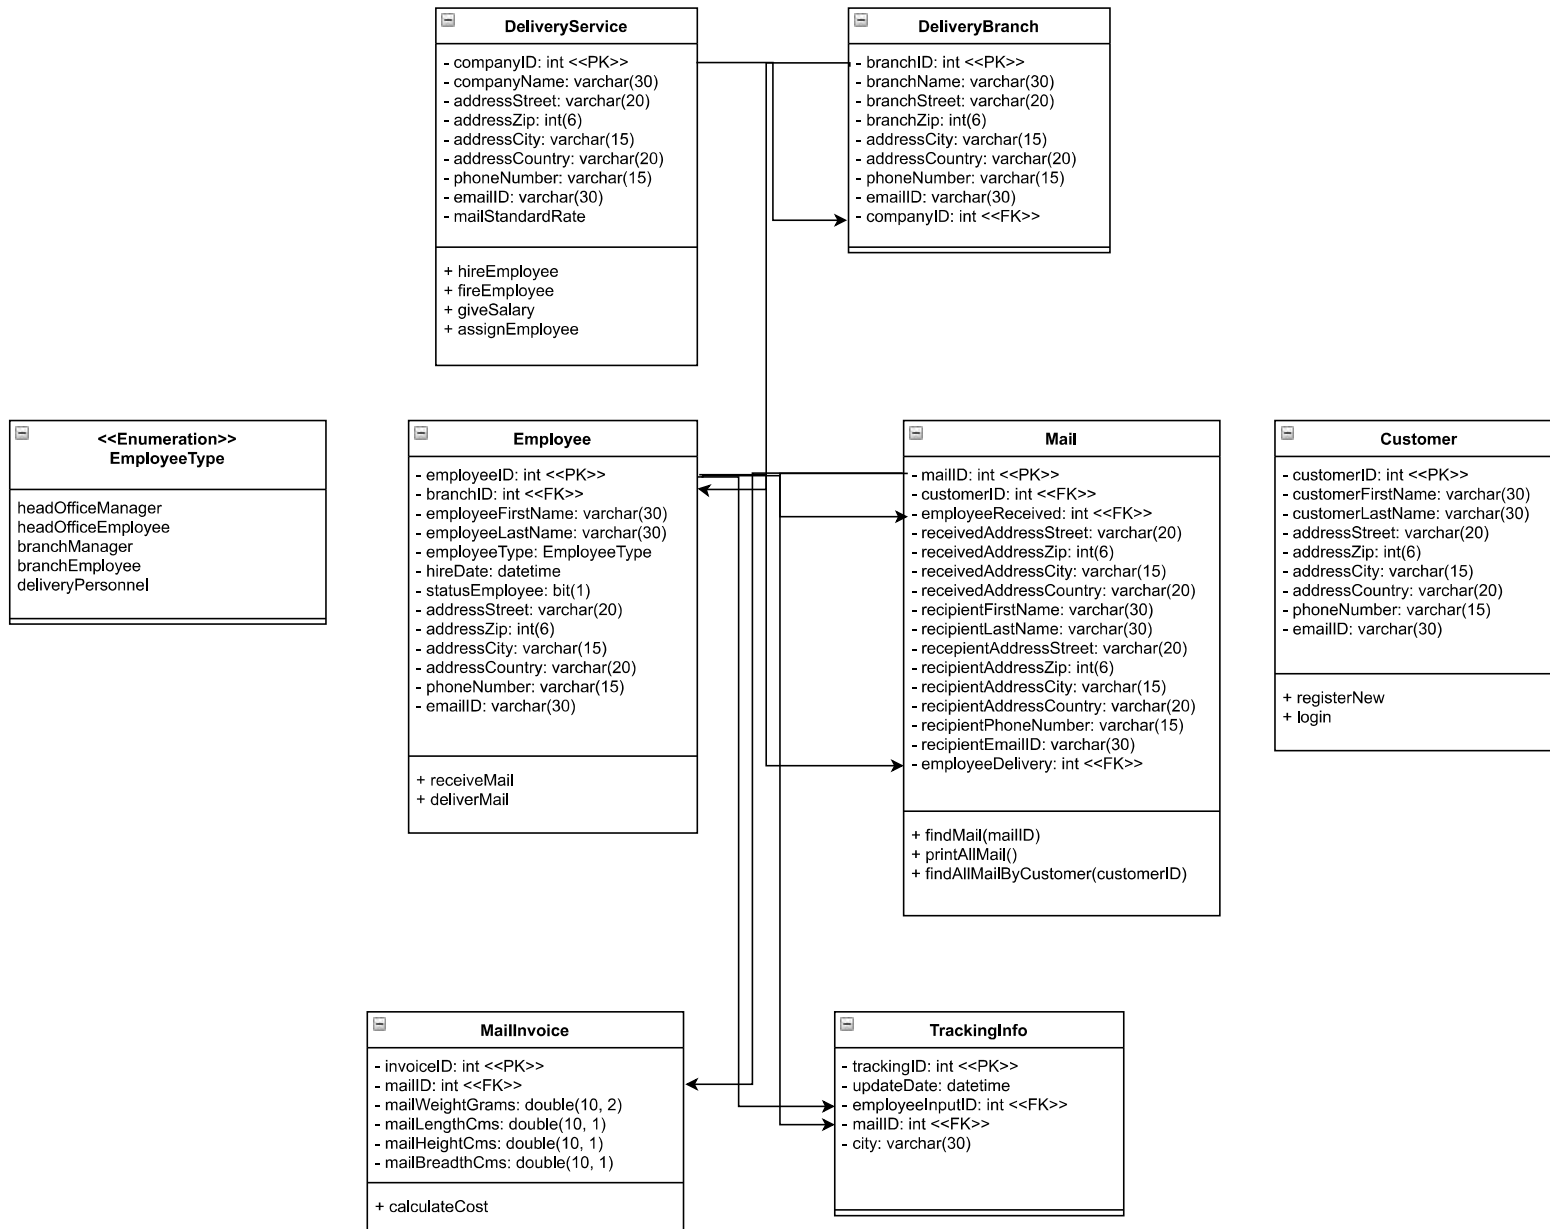 DeliveryService
- companyID: int <<PK>>
- companyName: varchar(30)
- addressStreet: varchar(20)
- addressZip: int(6)
- addressCity: varchar(15)
- addressCountry: varchar(20)
- phoneNumber: varchar(15)
- emailID: varchar(30)
- mailStandardRate
+ hireEmployee
+ fireEmployee
+ giveSalary
+ assignEmployee
DeliveryBranch
- branchID: int <<PK>>
- branchName: varchar(30)
- branchStreet: varchar(20)
- branchZip: int(6)
- addressCity: varchar(15)
- addressCountry: varchar(20)
- phoneNumber: varchar(15)
- emailID: varchar(30)
- companyID: int <<FK>>
<<Enumeration>>
EmployeeType
headOfficeManager
headOfficeEmployee
branchManager
branchEmployee
deliveryPersonnel
Employee
- employeeID: int <<PK>>
- branchID: int <<FK>>
- employeeFirstName: varchar(30)
- employeeLastName: varchar(30)
- employeeType: EmployeeType
- hireDate: datetime
- statusEmployee: bit(1)
- addressStreet: varchar(20)
- addressZip: int(6)
- addressCity: varchar(15)
- addressCountry: varchar(20)
- phoneNumber: varchar(15)
- emailID: varchar(30)
+ receiveMail
+ deliverMail
Mail
- mailID: int <<PK>>
- customerID: int <<FK>>
- employeeReceived: int <<FK>>
- receivedAddressStreet: varchar(20)
- receivedAddressZip: int(6)
- receivedAddressCity: varchar(15)
- receivedAddressCountry: varchar(20)
- recipientFirstName: varchar(30)
- recipientLastName: varchar(30)
- recepientAddressStreet: varchar(20)
- recipientAddressZip: int(6)
- recipientAddressCity: varchar(15)
- recipientAddressCountry: varchar(20)
- recipientPhoneNumber: varchar(15)
- recipientEmailID: varchar(30)
- employeeDelivery: int <<FK>>
+ findMail(mailID)
+ printAllMail()
+ findAllMailByCustomer(customerID)
Customer
- customerID: int <<PK>>
- customerFirstName: varchar(30)
- customerLastName: varchar(30)
- addressStreet: varchar(20)
- addressZip: int(6)
- addressCity: varchar(15)
- addressCountry: varchar(20)
- phoneNumber: varchar(15)
- emailID: varchar(30)
+ registerNew
+ login
MailInvoice
- invoiceID: int <<PK>>
- mailID: int <<FK>>
- mailWeightGrams: double(10, 2)
- mailLengthCms: double(10, 1)
- mailHeightCms: double(10, 1)
- mailBreadthCms: double(10, 1)
+ calculateCost
TrackingInfo
- trackingID: int <<PK>>
- updateDate: datetime
- employeeInputID: int <<FK>>
- mailID: int <<FK>>
- city: varchar(30)